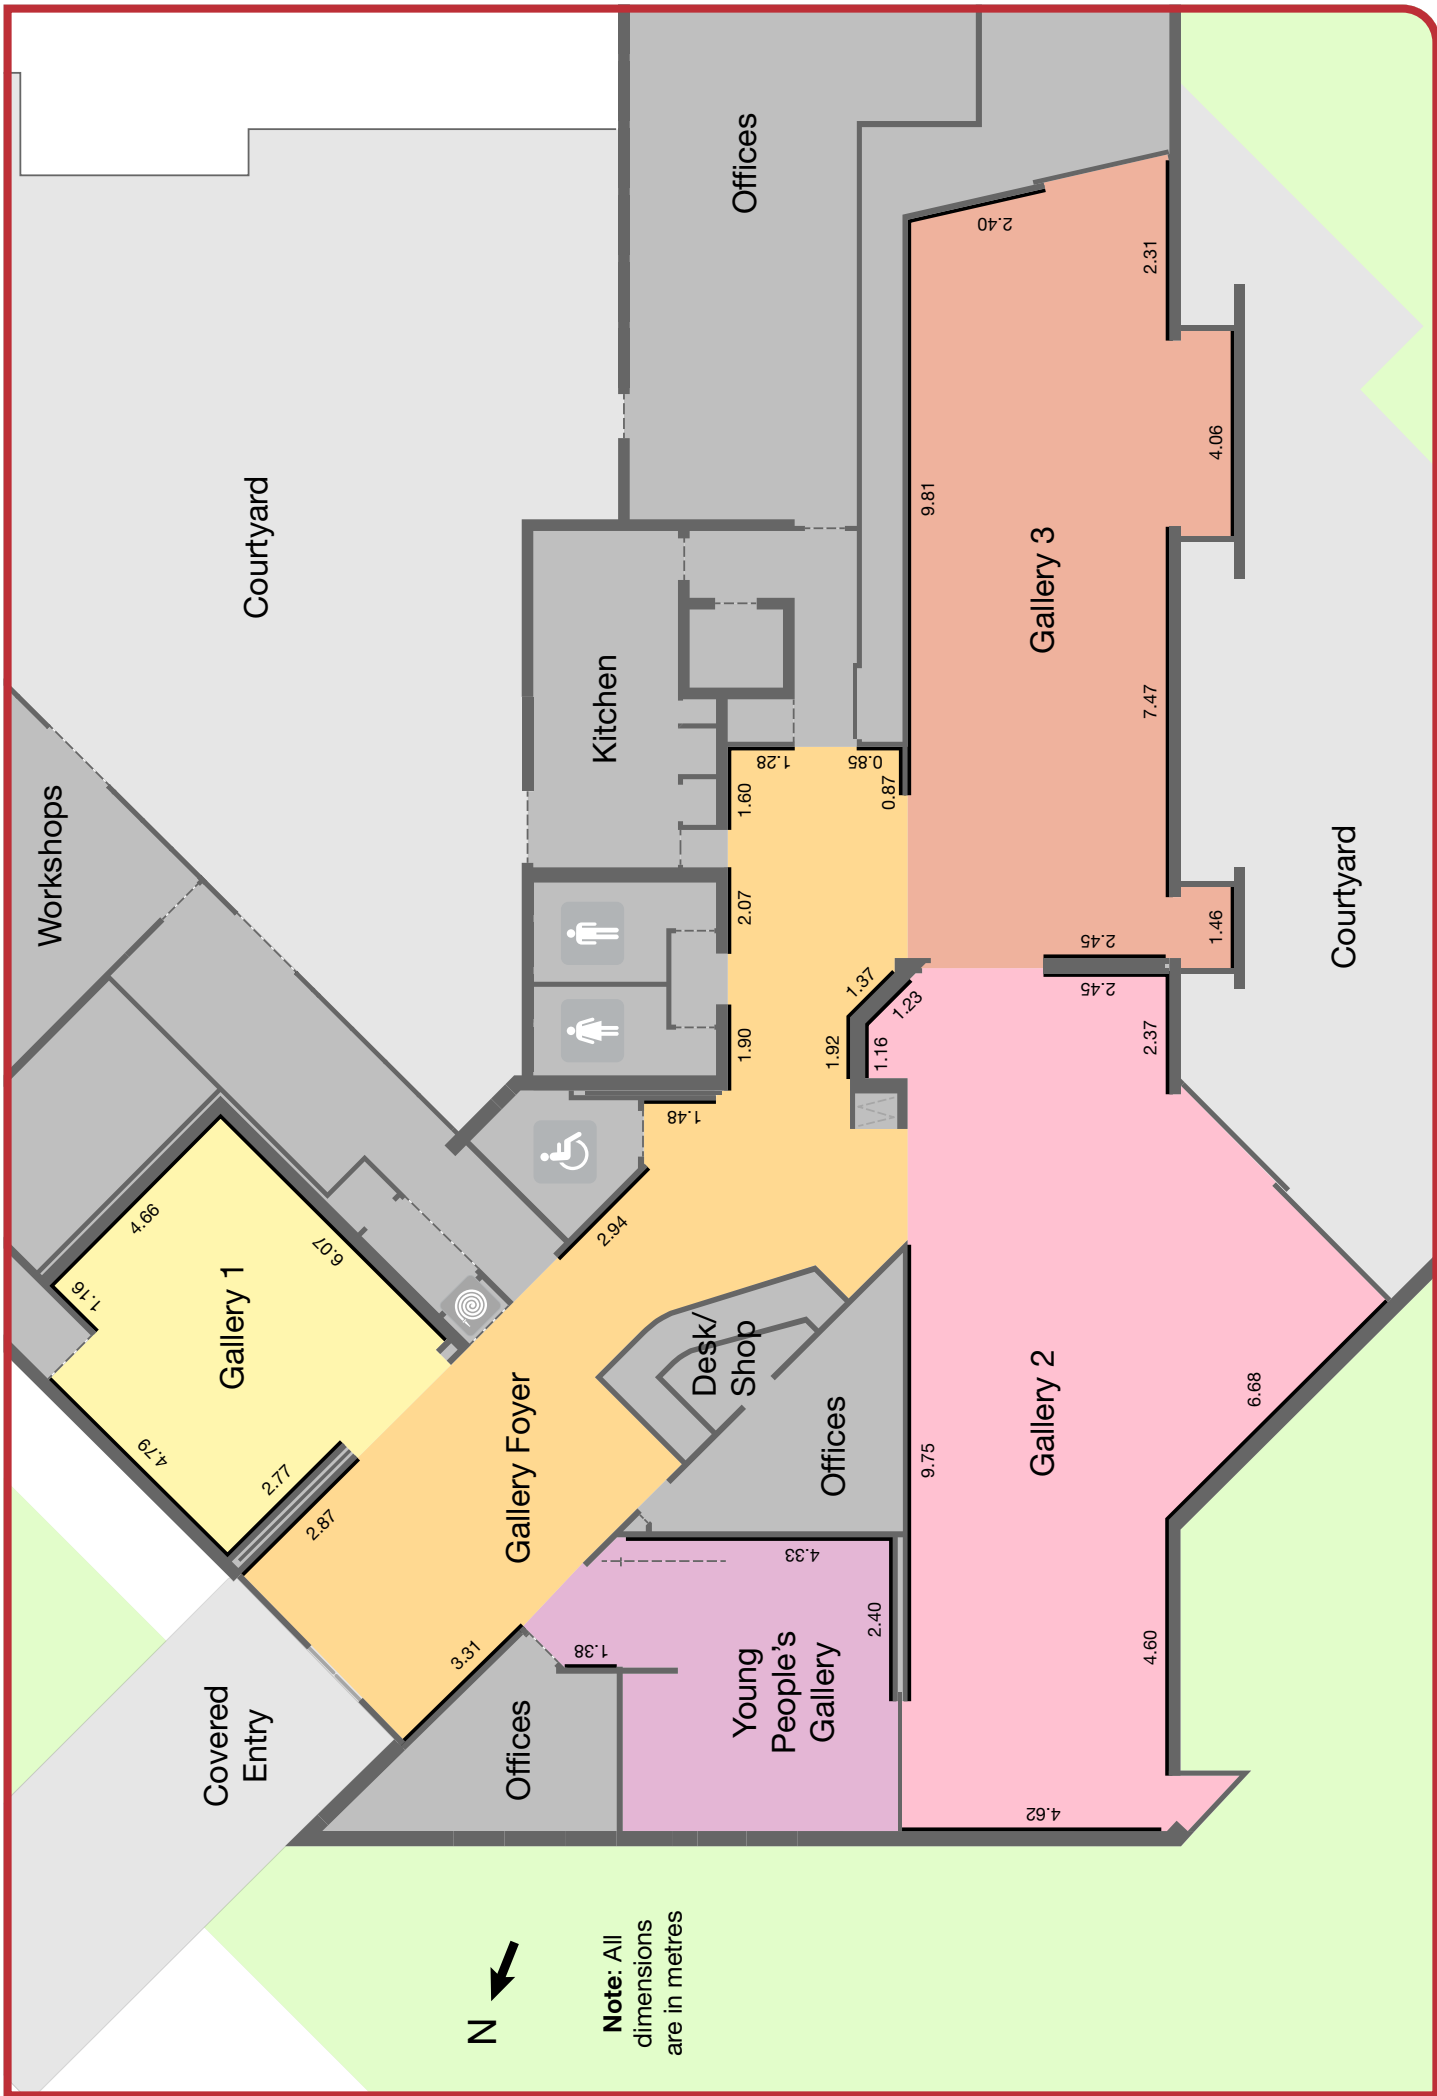 Workshops
Courtyard
Offices
Kitchen
Gallery 1
4.66
1.16
6.07
4.79
2.77
2.87
Gallery Foyer
3.31
2.94
1.48
1.90
2.07
1.60
1.28
0.85
0.87
1.37
1.23
1.92
1.16
Desk/
Shop
Offices
Gallery 3
9.81
2.40
2.31
4.06
7.47
1.46
2.45
2.45
2.37
Courtyard
Gallery 2
9.75
6.68
4.60
4.62
Young
People’s
Gallery
4.33
2.40
1.38
Offices
Covered
Entry
N
Note: All
dimensions
are in metres